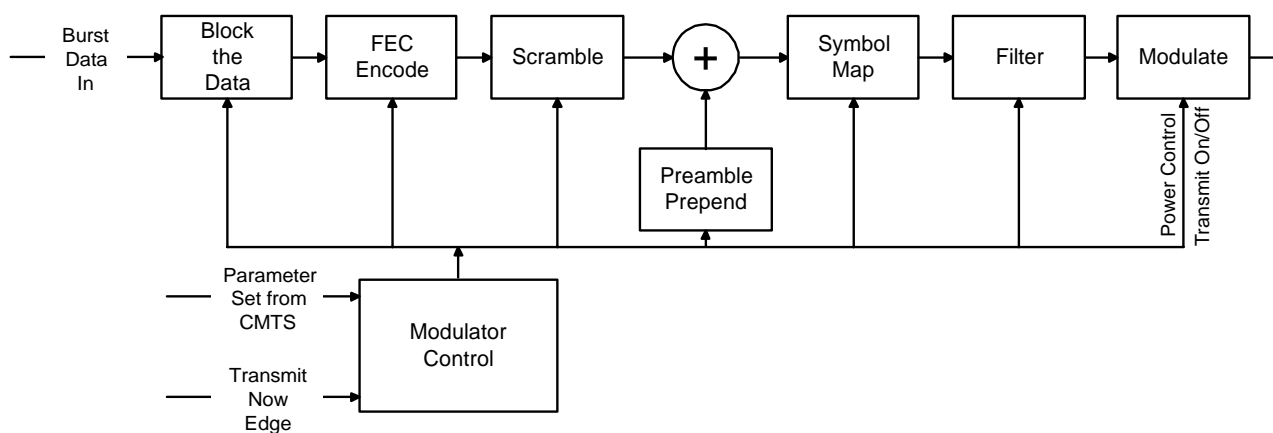 Burst
Data
In
Block
the
Data
FEC
Encode
Scramble
+
Symbol
Map
Filter
Modulate
Preamble
Prepend
Power Control
Transmit On/Off
Parameter
Set from
CMTS
Modulator
Control
Transmit
Now
Edge